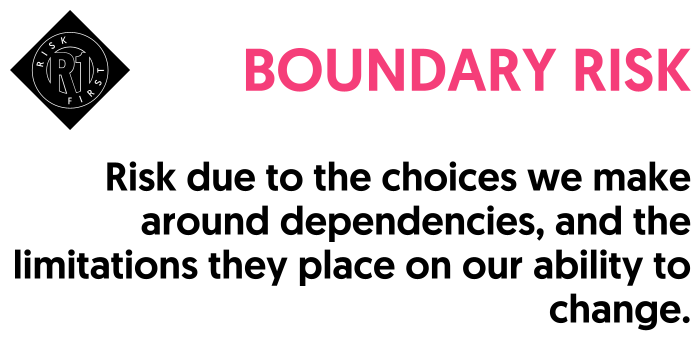 RISK
R1
FIRST
BOUNDARY RISK
Risk due to the choices we make
around dependencies, and the
limitations they place on our ability to
change.